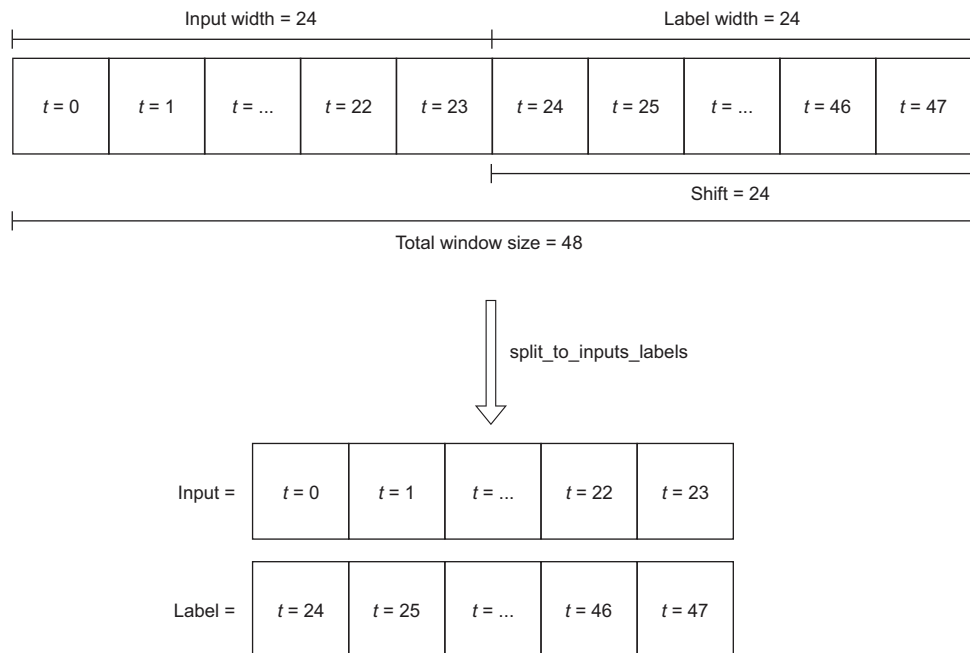 Input width = 24 Label width = 24
t = 0 t = 1 t = ... t = 22 t = 23 t = 24 t = 25 t = ... t = 46 t = 47
Shift = 24
Total window size = 48
split_to_inputs_labels
Input = t = 0 t = 1 t = ... t = 22 t = 23
Label = t = 24 t = 25 t = ... t = 46 t = 47